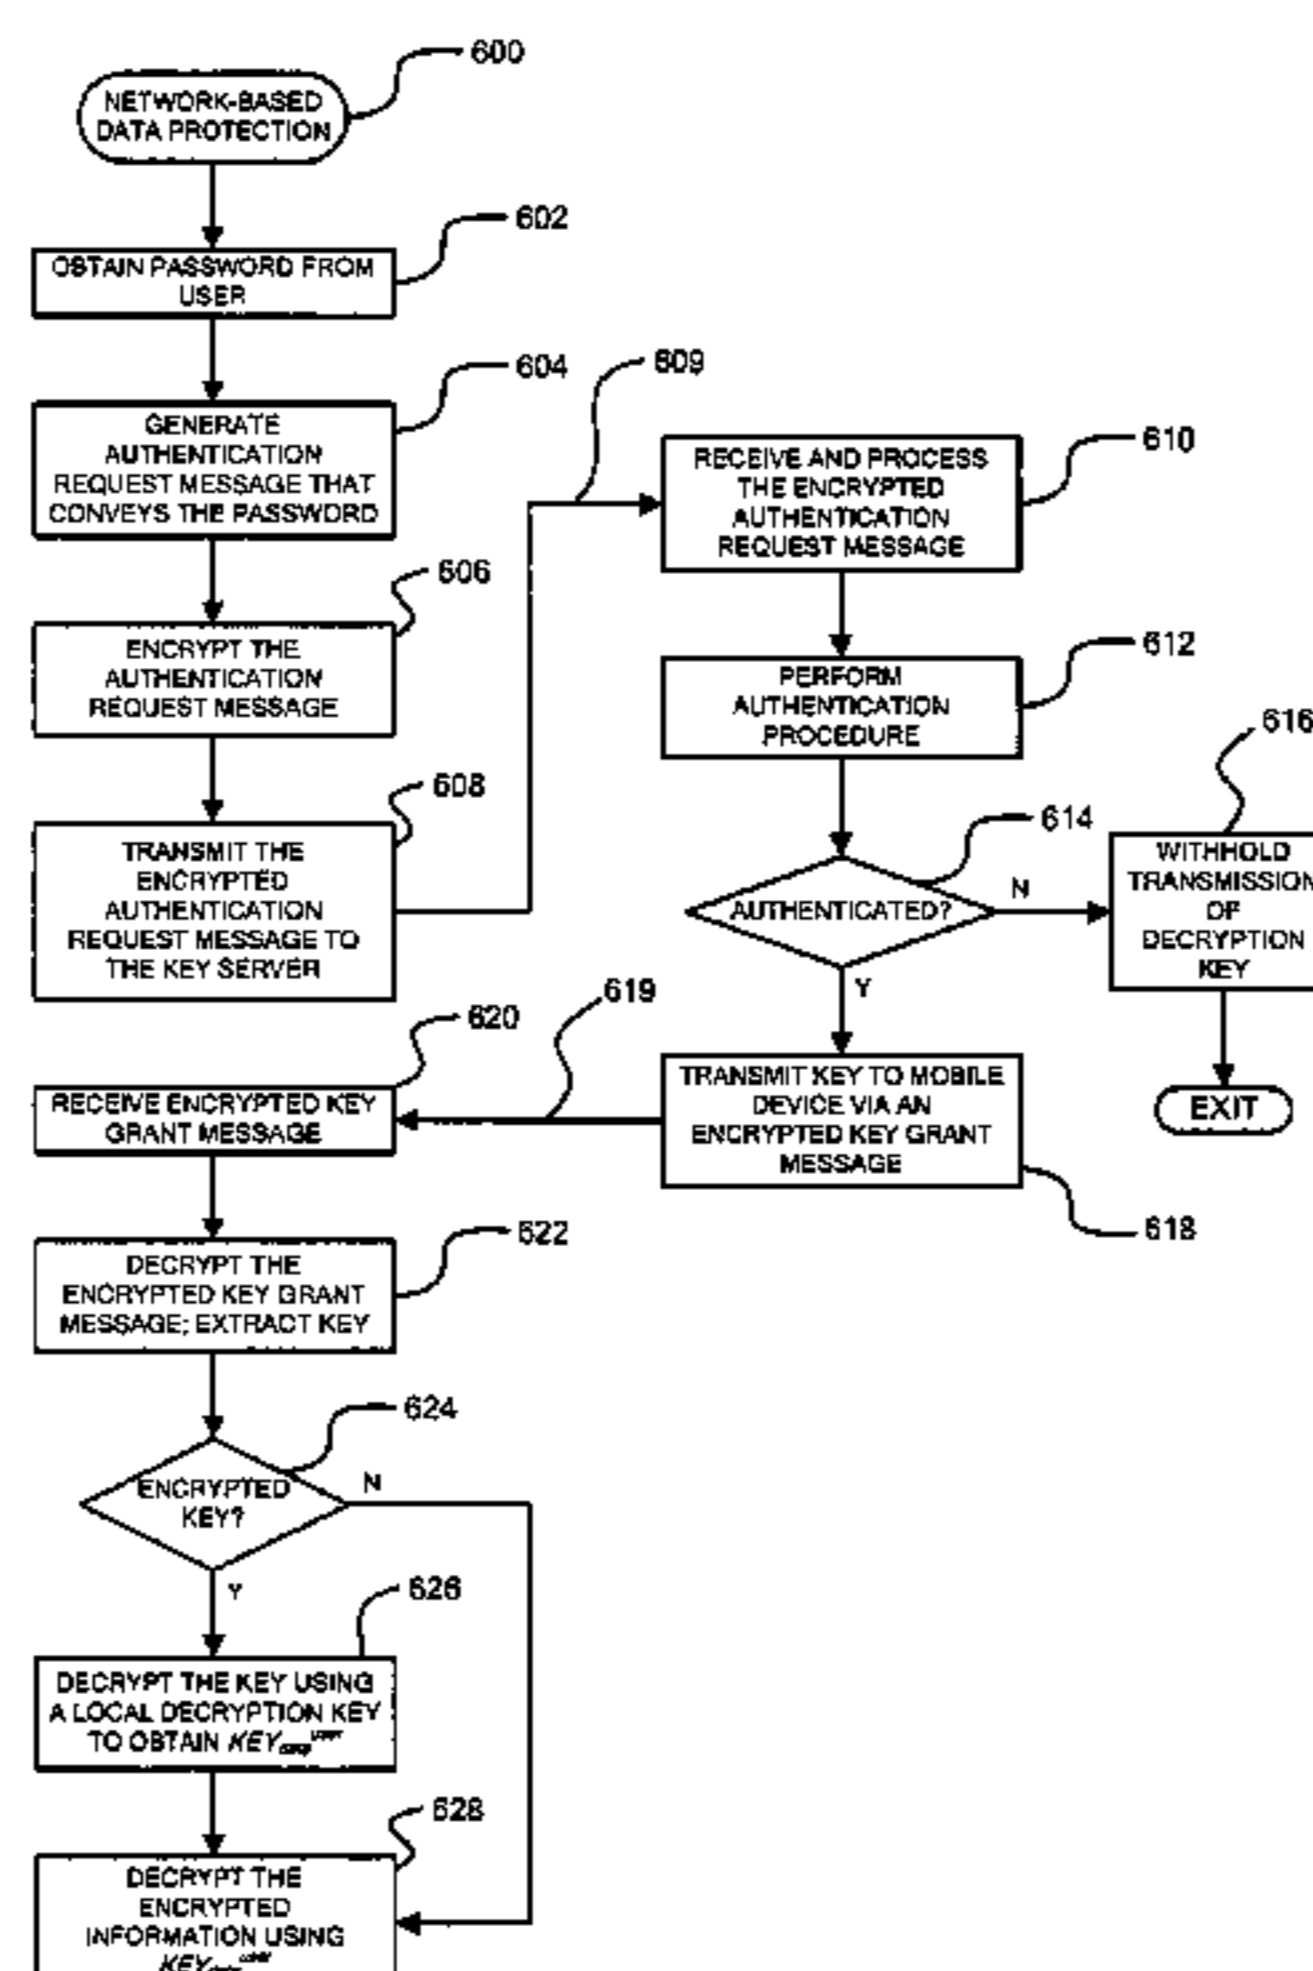 600
NETWORK-BASED
DATA PROTECTION
602
OBTAIN PASSWORD FROM
USER
604
GENERATE
AUTHENTICATION
REQUEST MESSAGE THAT
CONVEYS THE PASSWORD
606
ENCRYPT THE
AUTHENTICATION
REQUEST MESSAGE
608
TRANSMIT THE
ENCRYPTED
AUTHENTICATION
REQUEST MESSAGE TO
THE KEY SERVER
609
610
RECEIVE AND PROCESS
THE ENCRYPTED
AUTHENTICATION
REQUEST MESSAGE
612
PERFORM
AUTHENTICATION
PROCEDURE
614
AUTHENTICATED?
N
Y
616
WITHHOLD
TRANSMISSION
OF
DECRYPTION
KEY
EXIT
TRANSMIT KEY TO MOBILE
DEVICE VIA AN
ENCRYPTED KEY GRANT
MESSAGE
618
619
620
RECEIVE ENCRYPTED KEY
GRANT MESSAGE
622
DECRYPT THE
ENCRYPTED KEY GRANT
MESSAGE; EXTRACT KEY
624
ENCRYPTED
KEY?
N
Y
626
DECRYPT THE KEY USING
A LOCAL DECRYPTION KEY
TO OBTAIN KEY
628
DECRYPT THE
ENCRYPTED
INFORMATION USING
KEY